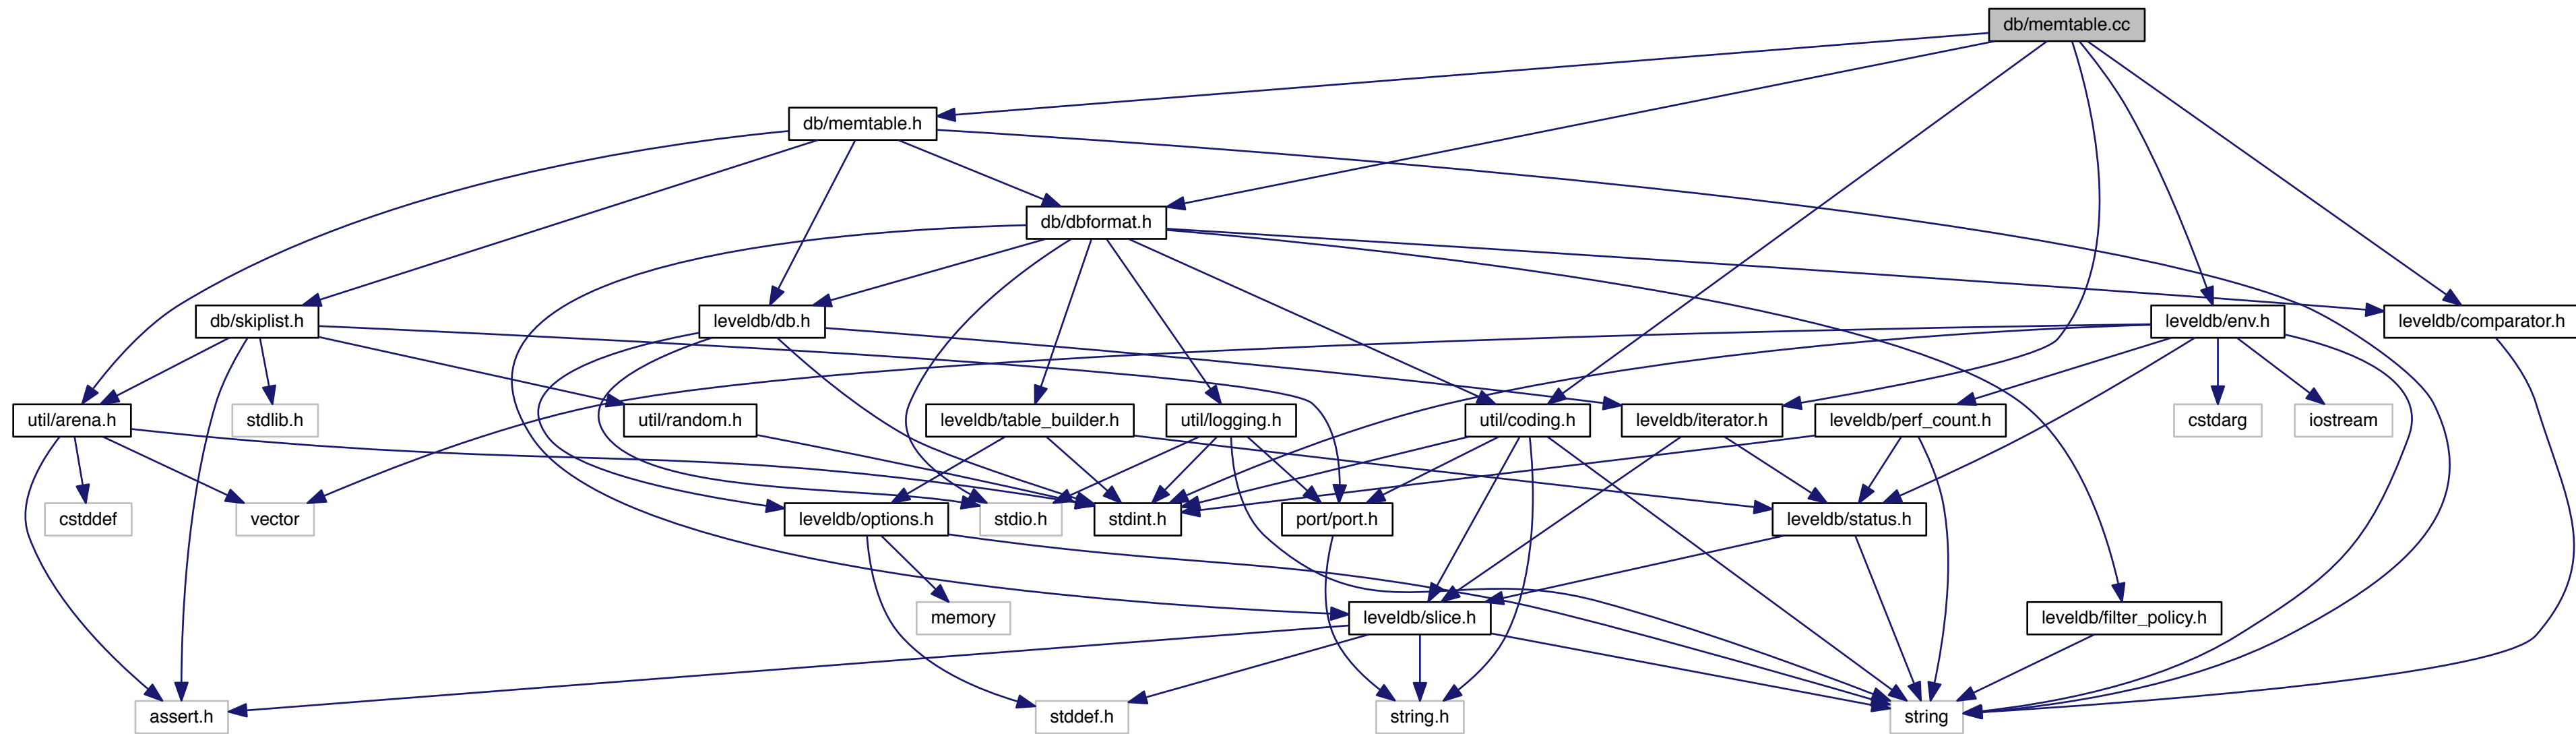 db/memtable.cc
db/memtable.h
db/dbformat.h
db/skiplist.h
leveldb/db.h
leveldb/env.h
leveldb/comparator.h
util/arena.h
stdlib.h
util/random.h
leveldb/table_builder.h
util/logging.h
util/coding.h
leveldb/iterator.h
leveldb/perf_count.h
cstdarg
iostream
cstddef
vector
leveldb/options.h
stdio.h
stdint.h
port/port.h
leveldb/status.h
memory
leveldb/slice.h
leveldb/filter_policy.h
assert.h
stddef.h
string.h
string